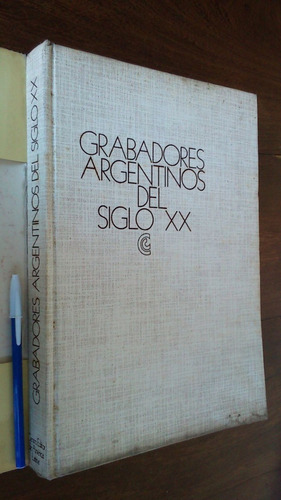 GRABADORES
ARGENTINOS
DEL
SIGLO XX
GRABADORES ARGENTINOS DEL SIGLO XX